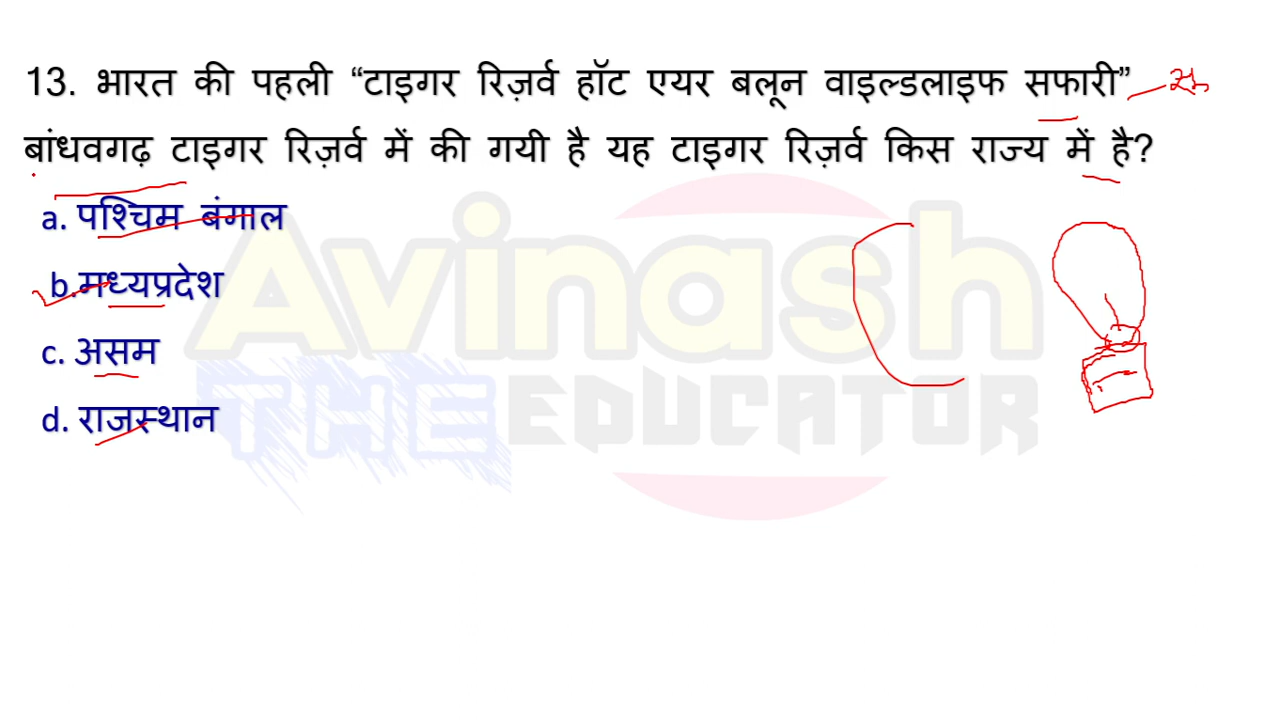 13. भारत की पहली “टाइगर रिज़र्व हॉट एयर बलून वाइल्डलाइफ सफारी”
बांधवगढ़ टाइगर रिज़र्व में की गयी है यह टाइगर रिज़र्व किस राज्य में है?
a. पश्चिम बंगाल
b.मध्यप्रदेश
c. असम
d. राजस्थान
Avinash
THE EDUCATOR